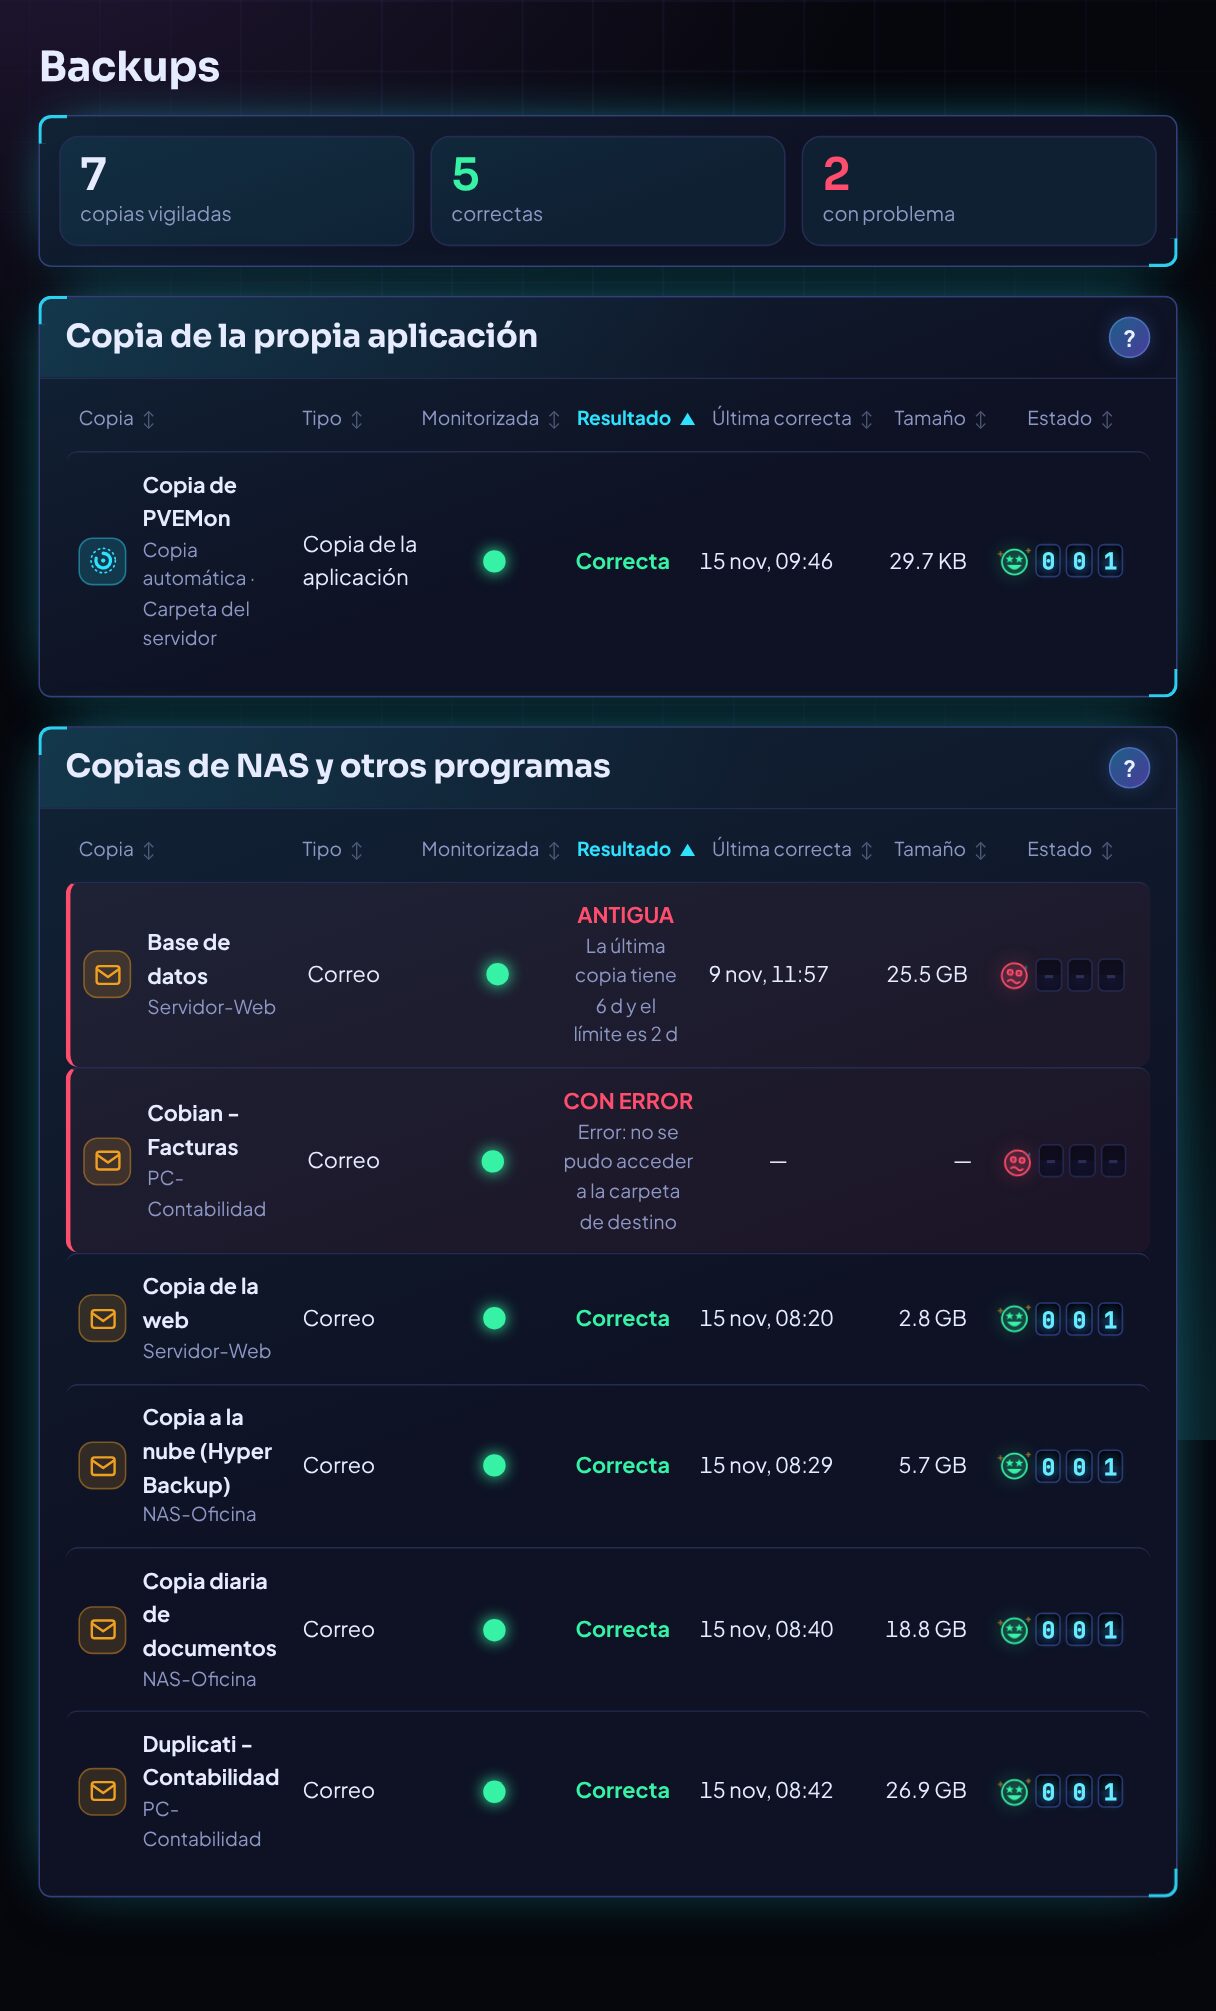 Backups
7
copias vigiladas
5
correctas
2
con problema
Copia de la propia aplicación
?
Copia ↕ Tipo ↕ Monitorizada ↕ Resultado ▲ Última correcta ↕ Tamaño ↕ Estado ↕
Copia de
PVEMon
Copia
automática ·
Carpeta del
servidor
Copia de la
aplicación
Correcta
15 nov, 09:46
29.7 KB
0 0 1
Copias de NAS y otros programas
?
Copia ↕ Tipo ↕ Monitorizada ↕ Resultado ▲ Última correcta ↕ Tamaño ↕ Estado ↕
Base de
datos
Servidor-Web
Correo
ANTIGUA
La última
copia tiene
6 d y el
límite es 2 d
9 nov, 11:57
25.5 GB
- - -
Cobian -
Facturas
PC-
Contabilidad
Correo
CON ERROR
Error: no se
pudo acceder
a la carpeta
de destino
—
—
- - -
Copia de la
web
Servidor-Web
Correo
Correcta
15 nov, 08:20
2.8 GB
0 0 1
Copia a la
nube (Hyper
Backup)
NAS-Oficina
Correo
Correcta
15 nov, 08:29
5.7 GB
0 0 1
Copia diaria
de
documentos
NAS-Oficina
Correo
Correcta
15 nov, 08:40
18.8 GB
0 0 1
Duplicati -
Contabilidad
PC-
Contabilidad
Correo
Correcta
15 nov, 08:42
26.9 GB
0 0 1